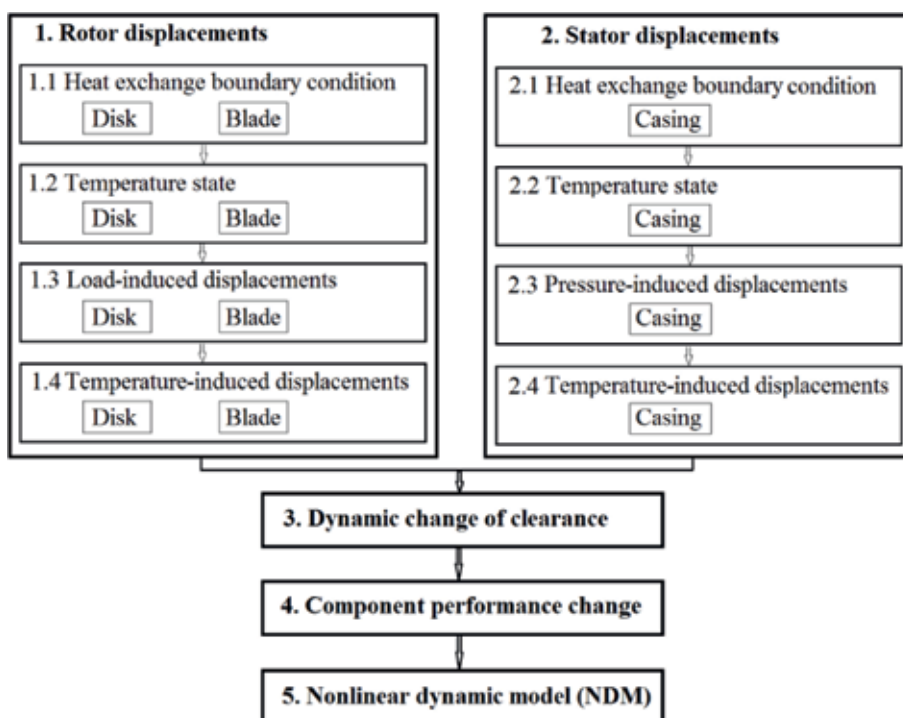 1. Rotor displacements
1.1 Heat exchange boundary condition
Disk Blade
1.2 Temperature state
Disk Blade
1.3 Load-induced displacements
Disk Blade
1.4 Temperature-induced displacements
Disk Blade
2. Stator displacements
2.1 Heat exchange boundary condition
Casing
2.2 Temperature state
Casing
2.3 Pressure-induced displacements
Casing
2.4 Temperature-induced displacements
Casing
3. Dynamic change of clearance
4. Component performance change
5. Nonlinear dynamic model (NDM)